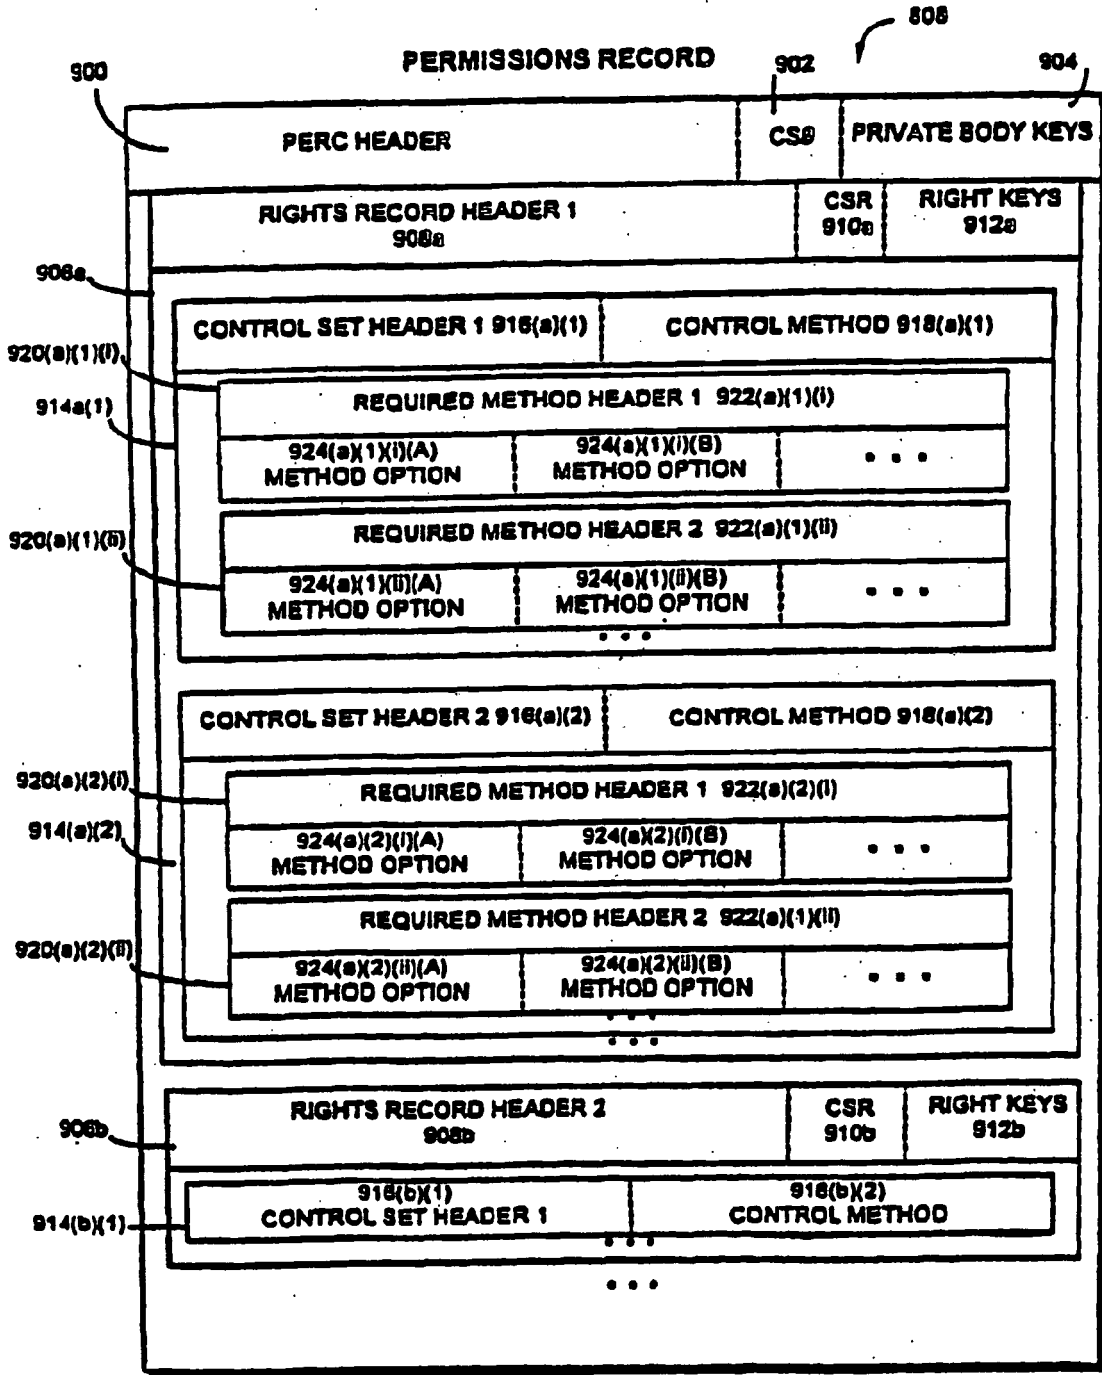 808
PERMISSIONS RECORD
900
902
904
PERC HEADER
CS0
PRIVATE BODY KEYS
RIGHTS RECORD HEADER 1
908a
CSR
910a
RIGHT KEYS
912a
906a
CONTROL SET HEADER 1 916(a)(1)
CONTROL METHOD 918(a)(1)
920(a)(1)(i)
914a(1)
REQUIRED METHOD HEADER 1 922(a)(1)(i)
924(a)(1)(i)(A)
METHOD OPTION
924(a)(1)(i)(B)
METHOD OPTION
• • •
920(a)(1)(ii)
REQUIRED METHOD HEADER 2 922(a)(1)(ii)
924(a)(1)(ii)(A)
METHOD OPTION
924(a)(1)(ii)(B)
METHOD OPTION
• • •
• • •
CONTROL SET HEADER 2 916(a)(2)
CONTROL METHOD 918(a)(2)
920(a)(2)(i)
914(a)(2)
REQUIRED METHOD HEADER 1 922(a)(2)(i)
924(a)(2)(i)(A)
METHOD OPTION
924(a)(2)(i)(B)
METHOD OPTION
• • •
920(a)(2)(ii)
REQUIRED METHOD HEADER 2 922(a)(1)(ii)
924(a)(2)(ii)(A)
METHOD OPTION
924(a)(2)(ii)(B)
METHOD OPTION
• • •
• • •
• • •
906b
RIGHTS RECORD HEADER 2
908b
CSR
910b
RIGHT KEYS
912b
914(b)(1)
916(b)(1)
CONTROL SET HEADER 1
918(b)(2)
CONTROL METHOD
• • •
• • •